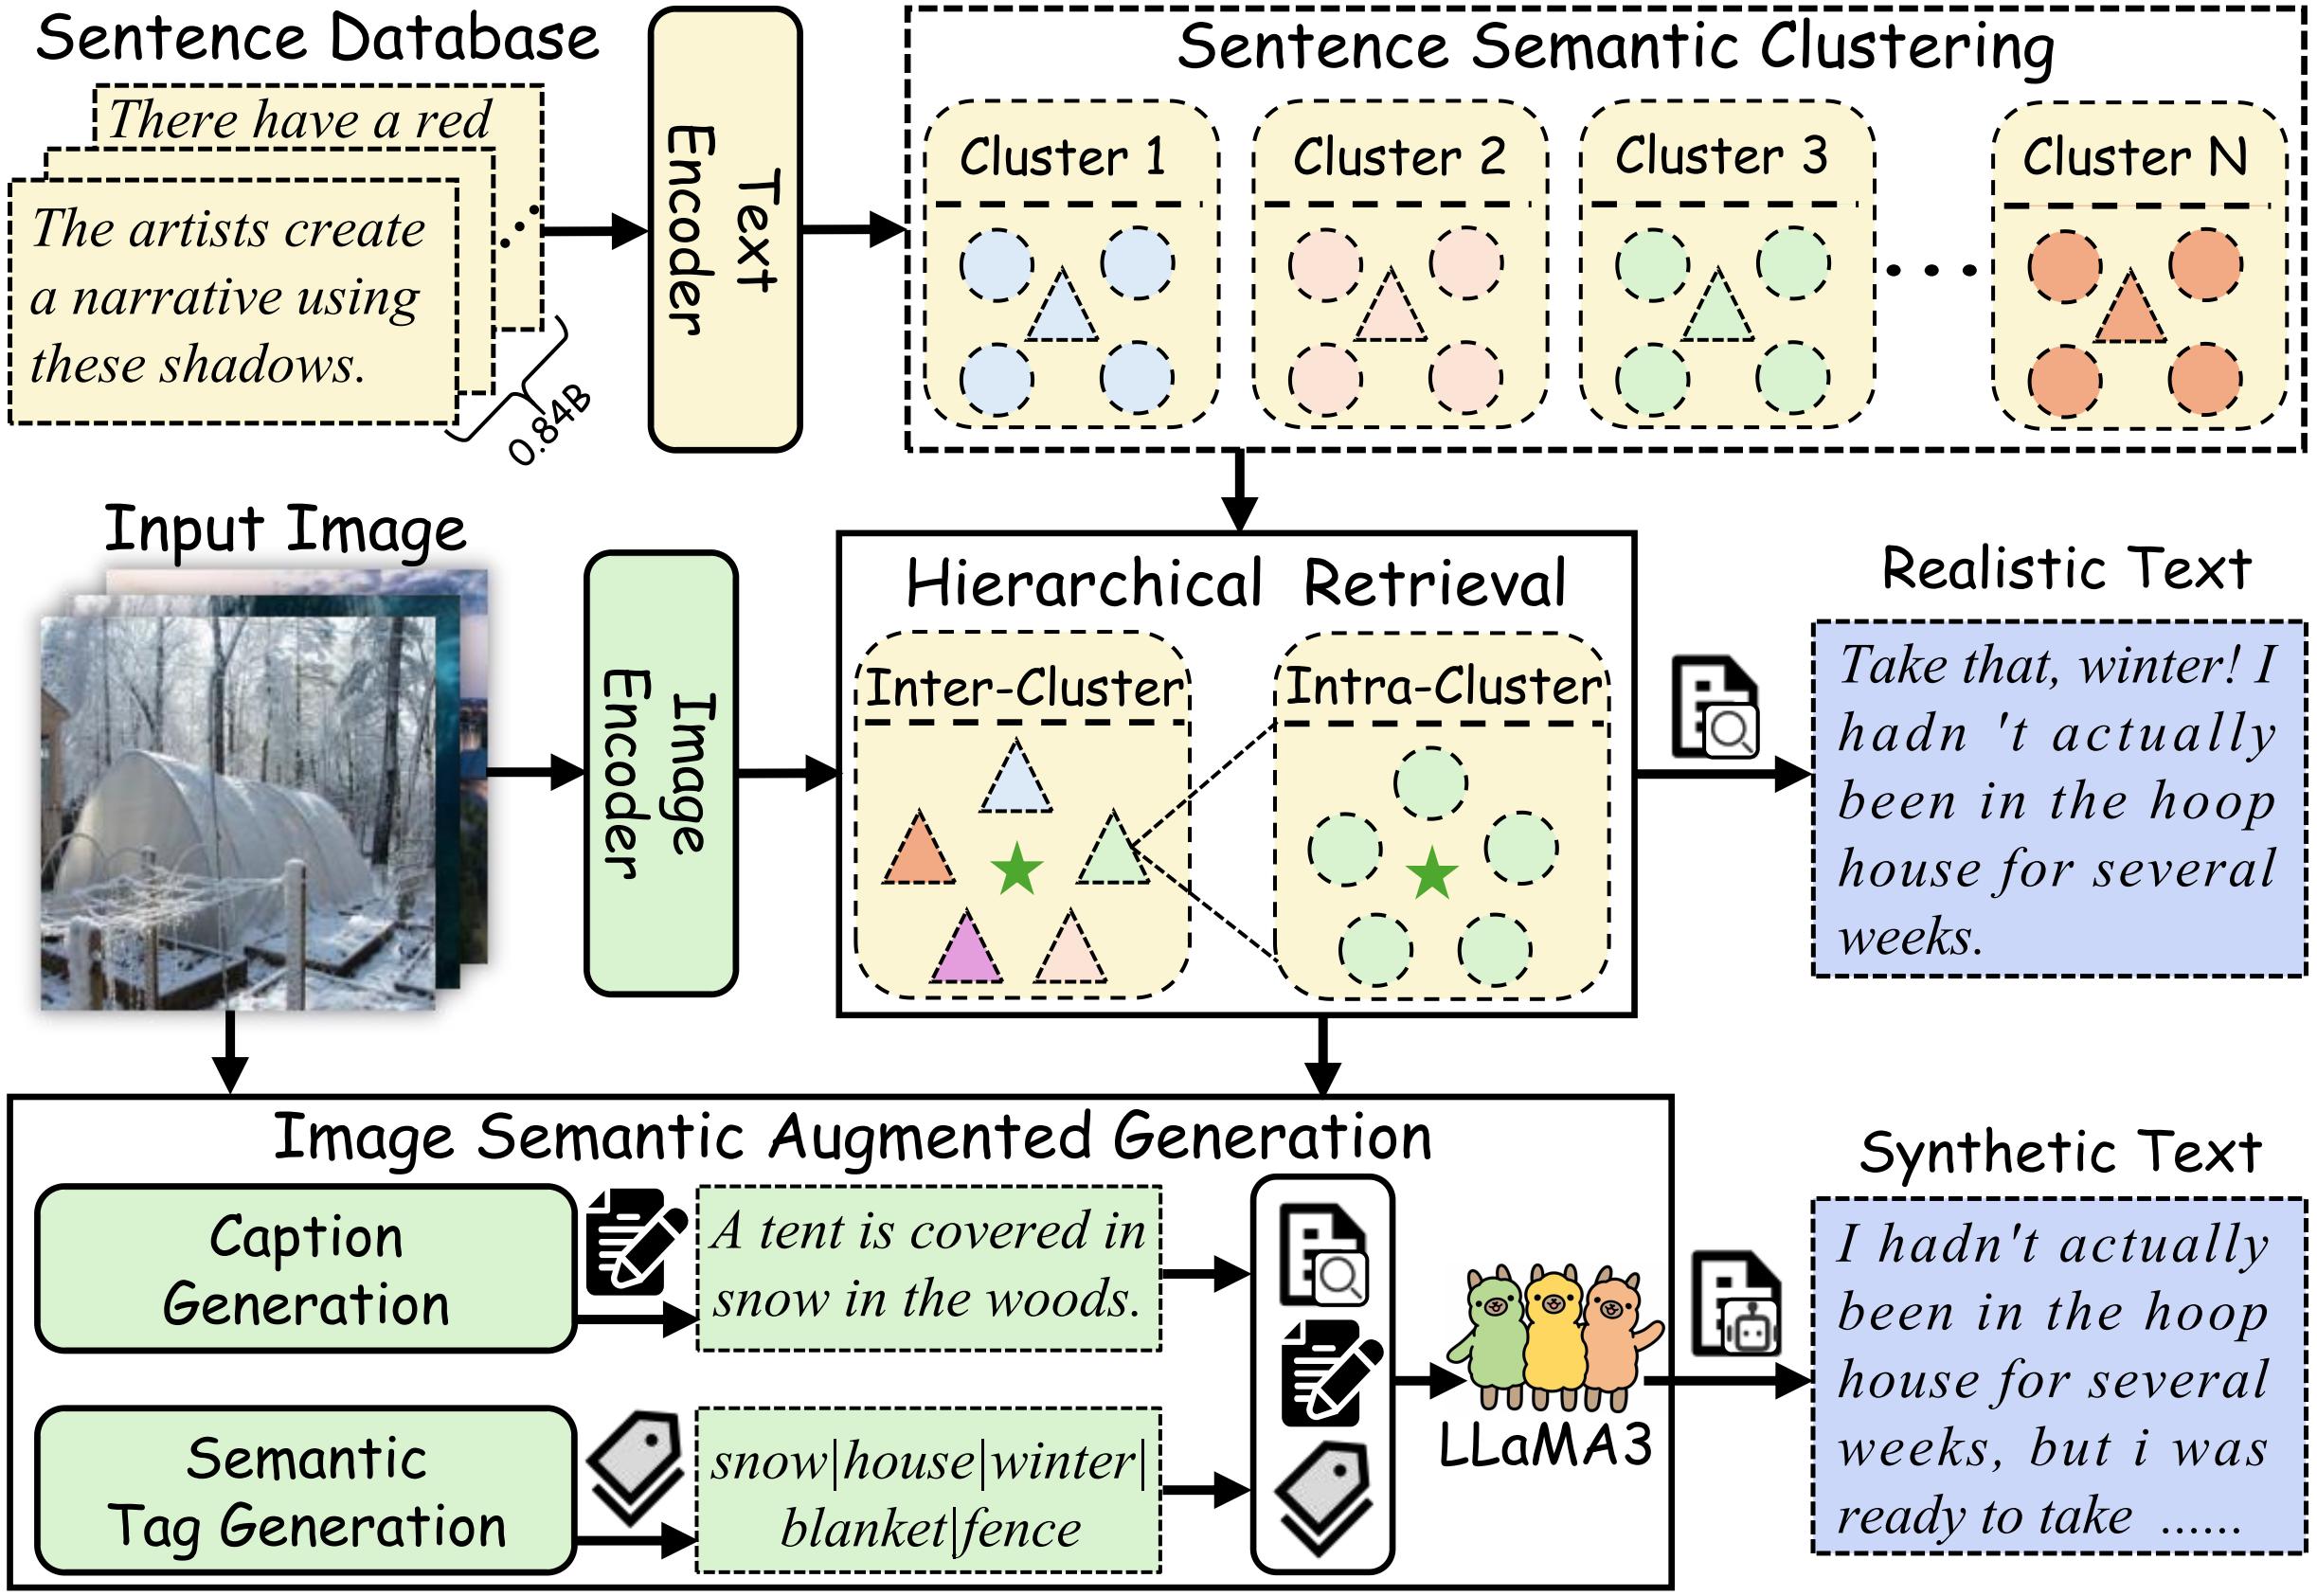 Sentence Database
There have a red
The artists create
a narrative using
these shadows.
0.84B
Text
Encoder
Sentence Semantic Clustering
Cluster 1
Cluster 2
Cluster 3
Cluster N
Input Image
Image
Encoder
Hierarchical Retrieval
Inter-Cluster
Intra-Cluster
Realistic Text
Take that, winter! I
hadn 't actually
been in the hoop
house for several
weeks.
Image Semantic Augmented Generation
Caption
Generation
A tent is covered in
snow in the woods.
Semantic
Tag Generation
snow|house|winter|
blanket|fence
LLaMA3
Synthetic Text
I hadn't actually
been in the hoop
house for several
weeks, but i was
ready to take ......